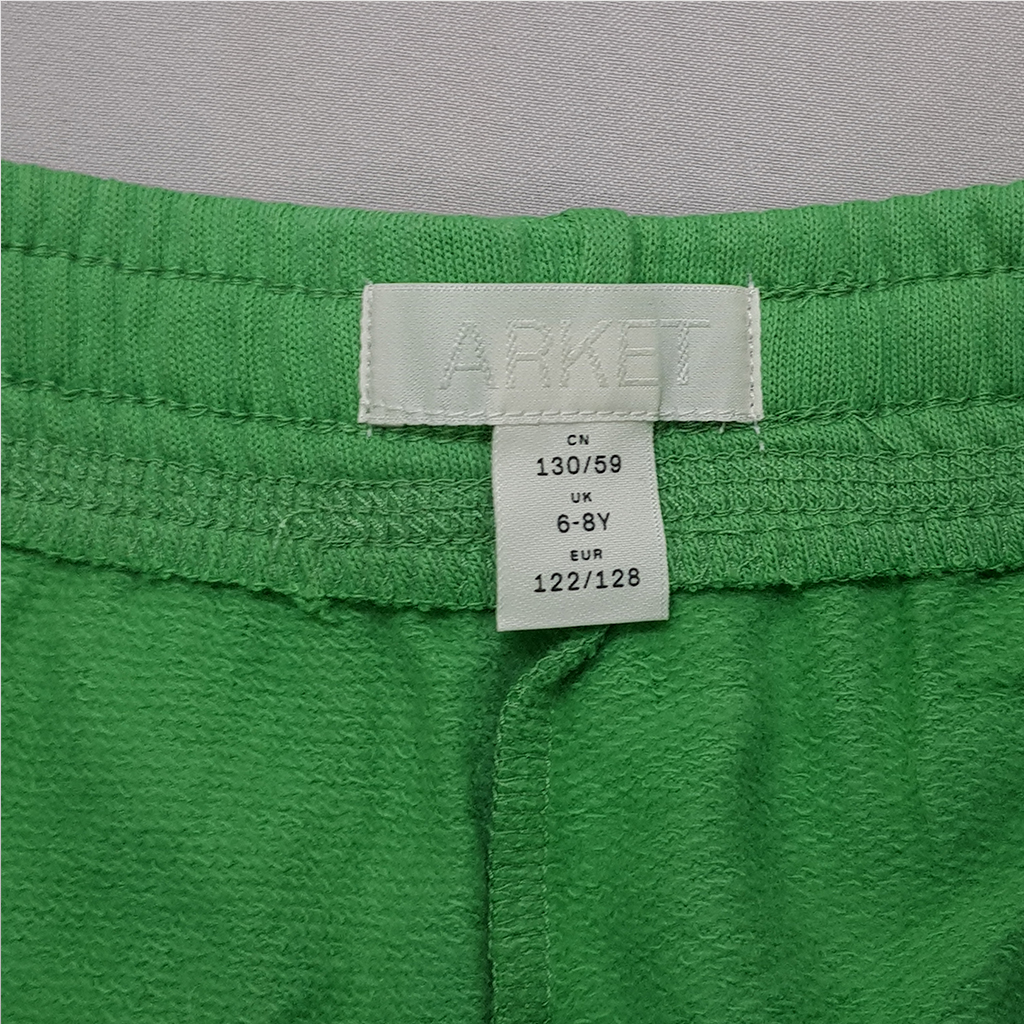 ARKET
CN
130/59
UK
6-8Y
EUR
122/128